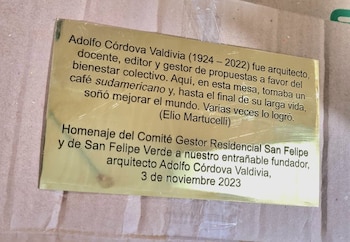 Adolfo Córdova Valdivia (1924 – 2022) fue arquitecto,
docente, editor y gestor de propuestas a favor del
bienestar colectivo. Aquí, en esta mesa, tomaba un
café sudamericano y, hasta el final de su larga vida,
soñó mejorar el mundo. Varias veces lo logró.
(Elio Martucelli)
Homenaje del Comité Gestor Residencial San Felipe
y de San Felipe Verde a nuestro entrañable fundador,
arquitecto Adolfo Córdova Valdivia,
3 de noviembre 2023